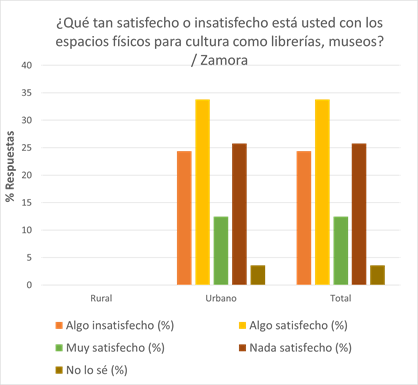 ¿Qué tan satisfecho o insatisfecho está usted con los
espacios físicos para cultura como librerías, museos?
/ Zamora
% Respuestas
40
35
30
25
20
15
10
5
0
Rural
Urbano
Total
Algo insatisfecho (%)
Algo satisfecho (%)
Muy satisfecho (%)
Nada satisfecho (%)
No lo sé (%)